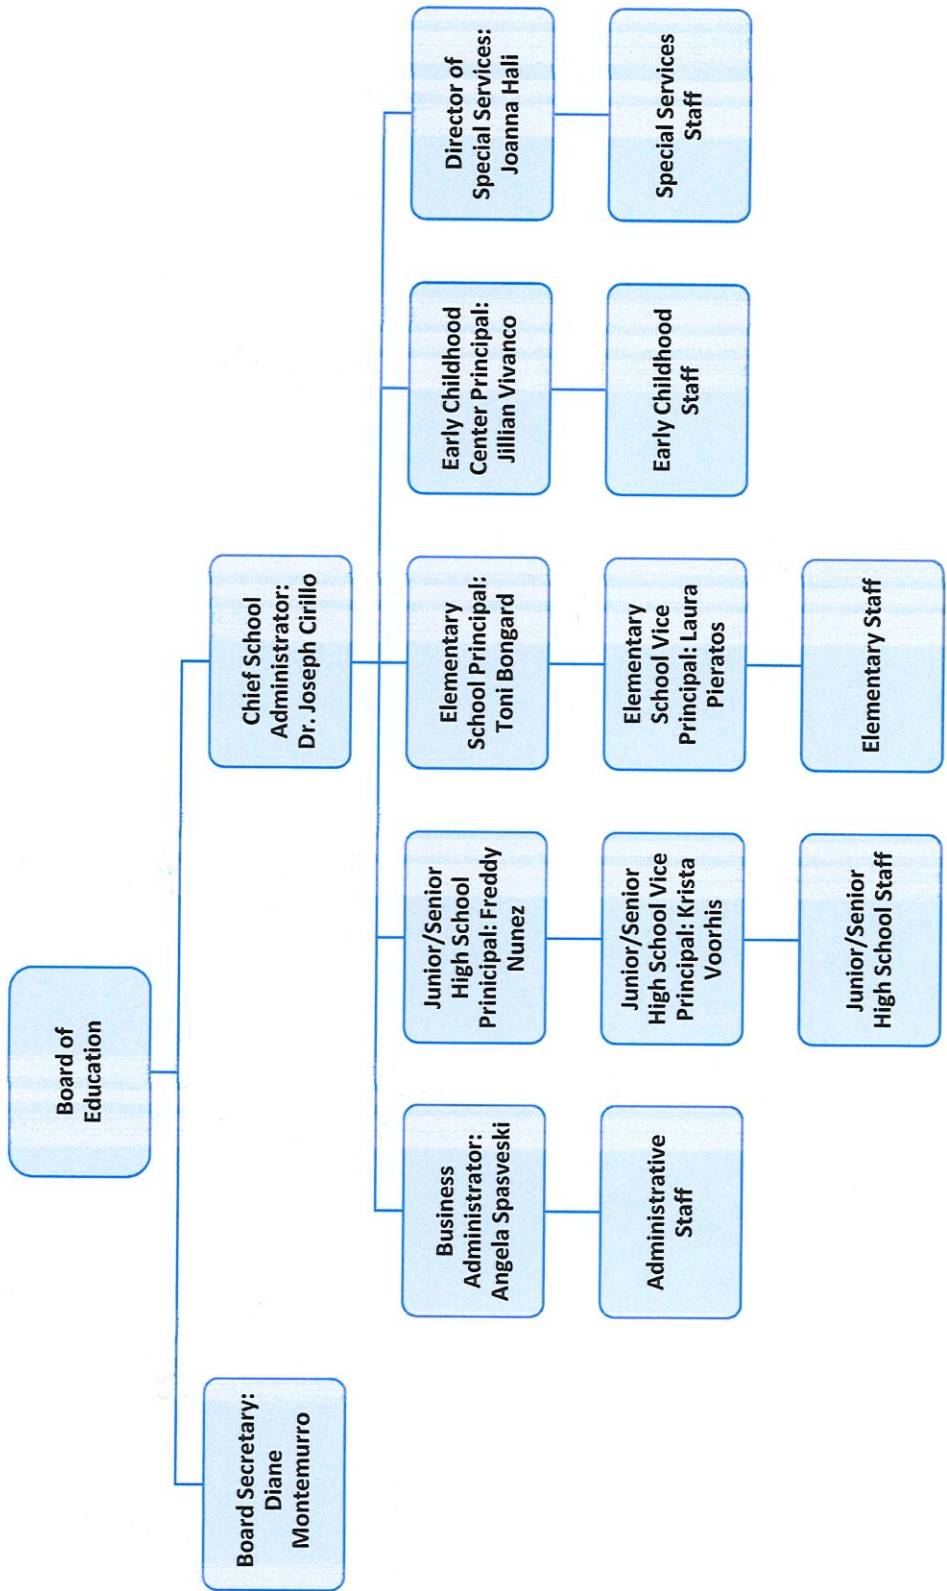 Board of
Education
Board Secretary:
Diane
Montemurro
Chief School
Administrator:
Dr. Joseph Cirillo
Business
Administrator:
Angela Spasveski
Junior/Senior
High School
Prinicipal: Freddy
Nunez
Elementary
School Principal:
Toni Bongard
Early Childhood
Center Principal:
Jillian Vivanco
Director of
Special Services:
Joanna Hali
Administrative
Staff
Junior/Senior
High School Vice
Principal: Krista
Voorhis
Elementary
School Vice
Principal: Laura
Pieratos
Early Childhood
Staff
Special Services
Staff
Junior/Senior
High School Staff
Elementary Staff